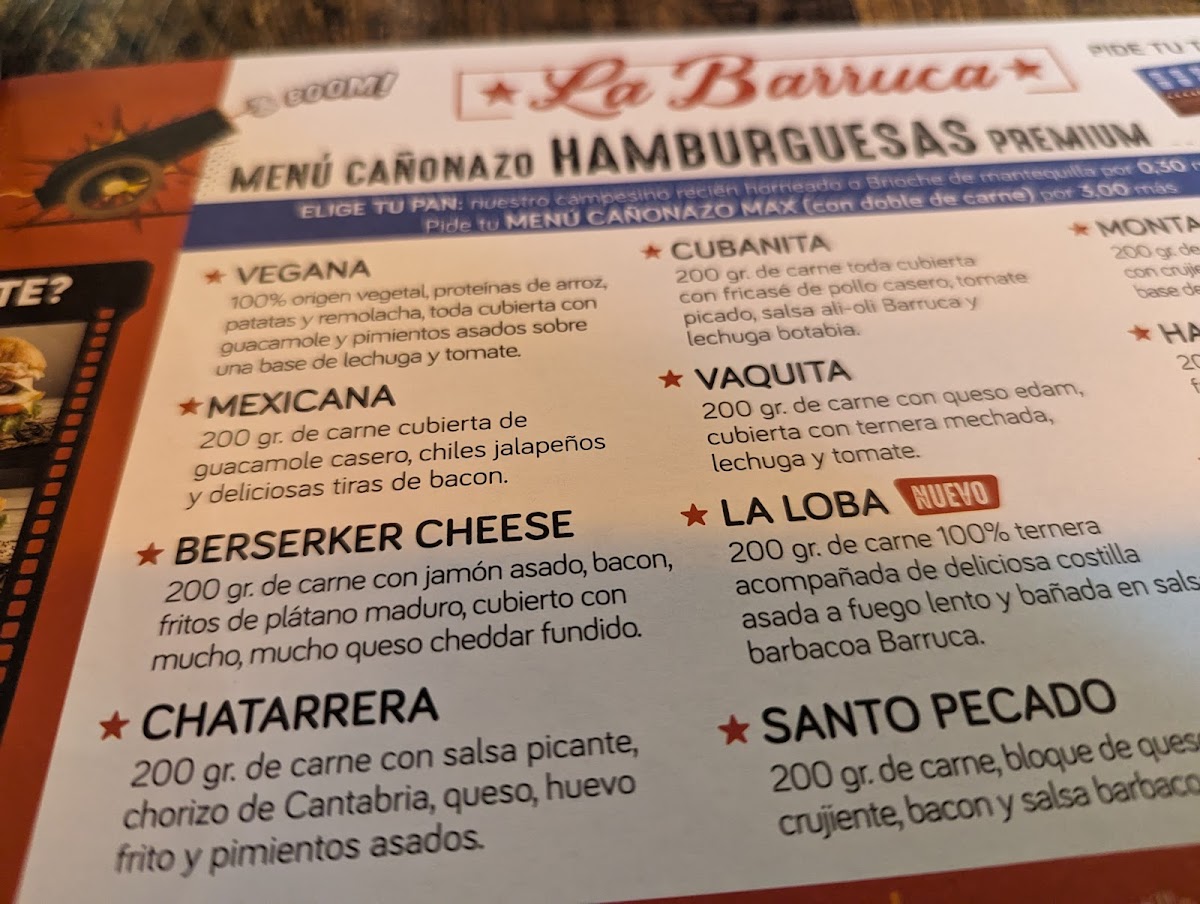 BOOM!
La Barruca
PIDE TU
MENÚ CAÑONAZO HAMBURGUESAS PREMIUM
ELIGE TU PAN: nuestro campesino recién horneado o Brioche de mantequilla por 0,30
Pide tu MENÚ CAÑONAZO MAX (con doble de carne) por 3,00 más
TE?
VEGANA
100% origen vegetal, proteínas de arroz,
patatas y remolacha, toda cubierta con
guacamole y pimientos asados sobre
una base de lechuga y tomate.
MEXICANA
200 gr. de carne cubierta de
guacamole casero, chiles jalapeños
y deliciosas tiras de bacon.
BERSERKER CHEESE
200 gr. de carne con jamón asado, bacon,
fritos de plátano maduro, cubierto con
mucho, mucho queso cheddar fundido.
CHATARRERA
200 gr. de carne con salsa picante,
chorizo de Cantabria, queso, huevo
frito y pimientos asados.
CUBANITA
200 gr. de carne toda cubierta
con fricasé de pollo casero, tomate
picado, salsa ali-oli Barruca y
lechuga botabia.
VAQUITA
200 gr. de carne con queso edam,
cubierta con ternera mechada,
lechuga y tomate.
LA LOBA NUEVO
200 gr. de carne 100% ternera
acompañada de deliciosa costilla
asada a fuego lento y bañada en salsa
barbacoa Barruca.
SANTO PECADO
200 gr. de carne, bloque de ques
crujiente, bacon y salsa barbaco
MONTA
200 gr. de
con cruj
base de
HA
20